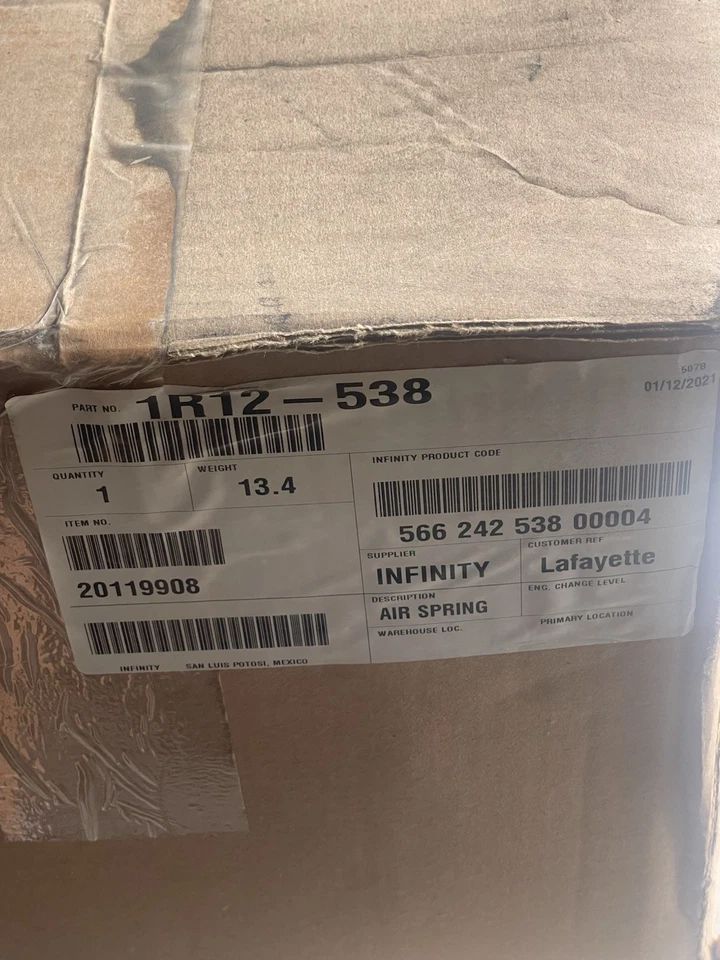 5078
01/12/2021
PART NO. 1R12-538
QUANTITY
1
WEIGHT
13.4
INFINITY PRODUCT CODE
566 242 538 00004
ITEM NO.
20119908
SUPPLIER
INFINITY
CUSTOMER REF
Lafayette
DESCRIPTION
AIR SPRING
ENG. CHANGE LEVEL
WAREHOUSE LOC.
PRIMARY LOCATION
INFINITY SAN LUIS POTOSI, MEXICO